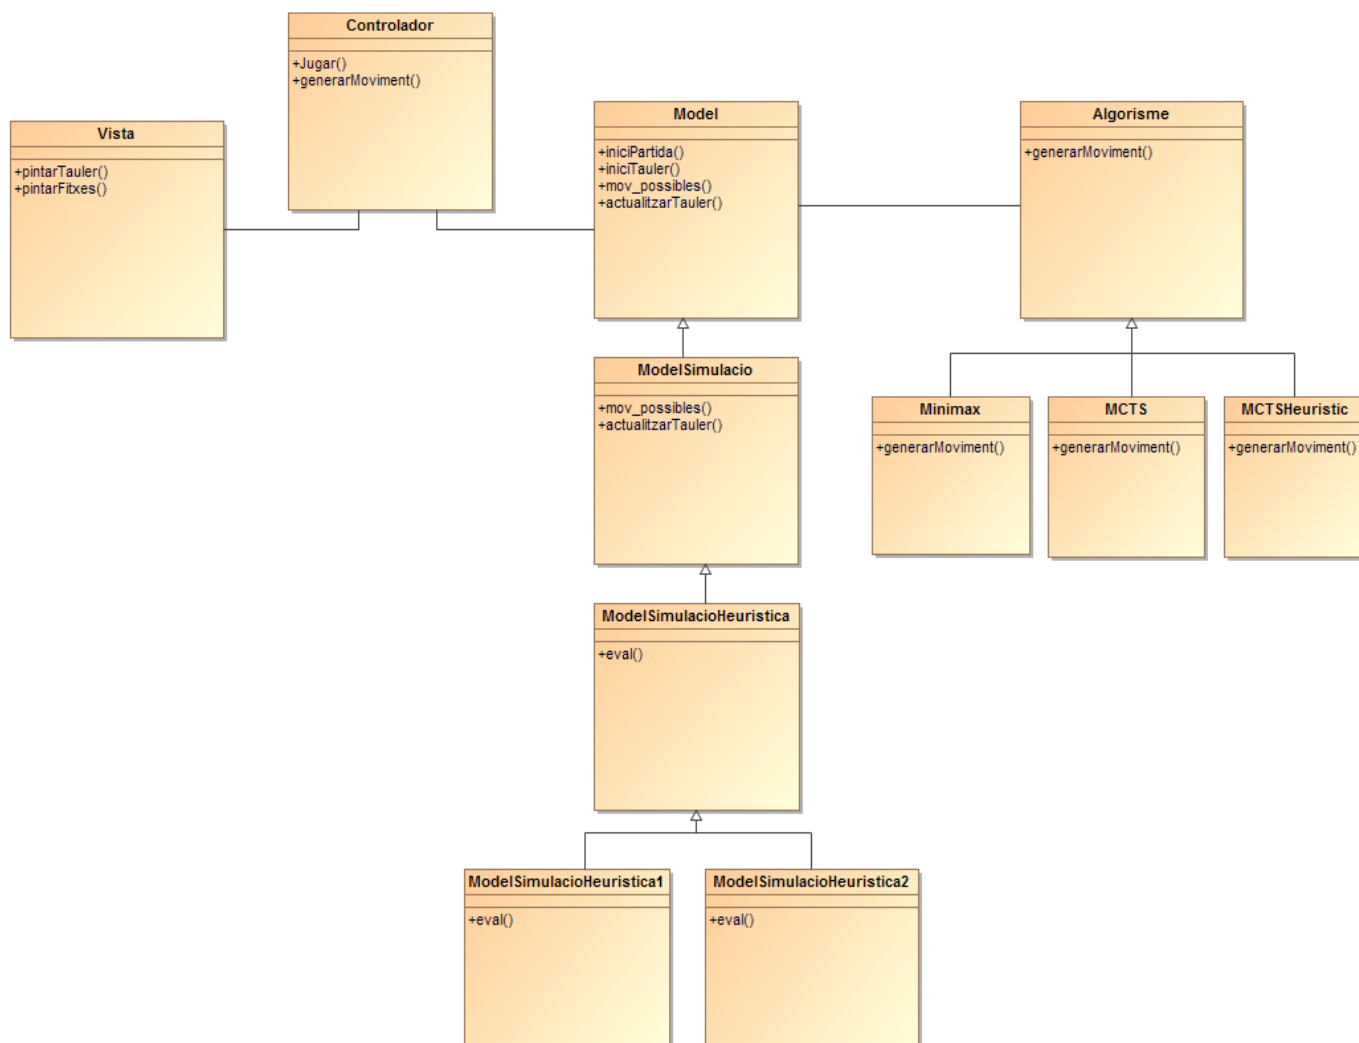 Controlador
+Jugar()
+generarMoviment()
Vista
+pintarTauler()
+pintarFitxes()
Model
+iniciPartida()
+iniciTauler()
+mov_possibles()
+actualitzarTauler()
Algorisme
+generarMoviment()
ModelSimulacio
+mov_possibles()
+actualitzarTauler()
Minimax
+generarMoviment()
MCTS
+generarMoviment()
MCTSHeuristic
+generarMoviment()
ModelSimulacioHeuristica
+eval()
ModelSimulacioHeuristica1
+eval()
ModelSimulacioHeuristica2
+eval()